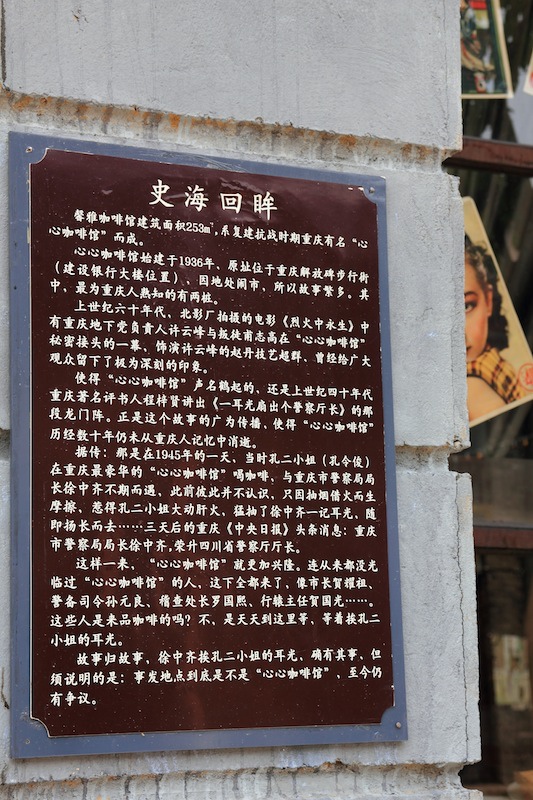 史海回眸
馨雅咖啡馆建筑面积253㎡,系复建抗战时期重庆有名“心
心咖啡馆”而成。
心心咖啡馆始建于1936年、原址位于重庆解放碑步行街
(建设银行大楼位置)、因地处闹市、所以故事繁多。其
中、最为重庆人熟知的有两桩。
上世纪六十年代、北影厂拍摄的电影《烈火中永生》中
有重庆地下党负责人许云峰与叛徒甫志高在“心心咖啡馆”
秘密接头的一幕、饰演许云峰的赵丹技艺超群、曾经给广大
观众留下了极为深刻的印象。
使得“心心咖啡馆”声名鹤起的、还是上世纪四十年代
重庆著名评书人程梓贤讲出《一耳光扇出个警察厅长》的那
段龙门阵。正是这个故事的广为传播、使得“心心咖啡馆”
历经数十年仍未从重庆人记忆中消逝。
据传:那是在1945年的一天、当时孔二小姐(孔令俊)
在重庆最豪华的“心心咖啡馆”喝咖啡、与重庆市警察局局
长徐中齐不期而遇、此前彼此并不认识、只因抽烟借火而生
摩擦、惹得孔二小姐大动肝火、猛抽了徐中齐一记耳光、随
即扬长而去……三天后的重庆《中央日报》头条消息:重庆
市警察局局长徐中齐,荣升四川省警察厅厅长。
这样一来、“心心咖啡馆”就更加兴隆。连从来都没光
临过“心心咖啡馆”的人、这下全都来了、像市长贺耀祖、
警备司令孙元良、稽查处长罗国熙、行辕主任贺国光……。
这些人是来品咖啡的吗?不、是天天到这里等、等着挨孔二
小姐的耳光。
故事归故事、徐中齐挨孔二小姐的耳光、确有其事、但
须说明的是:事发地点到底是不是“心心咖啡馆”、至今仍
有争议。